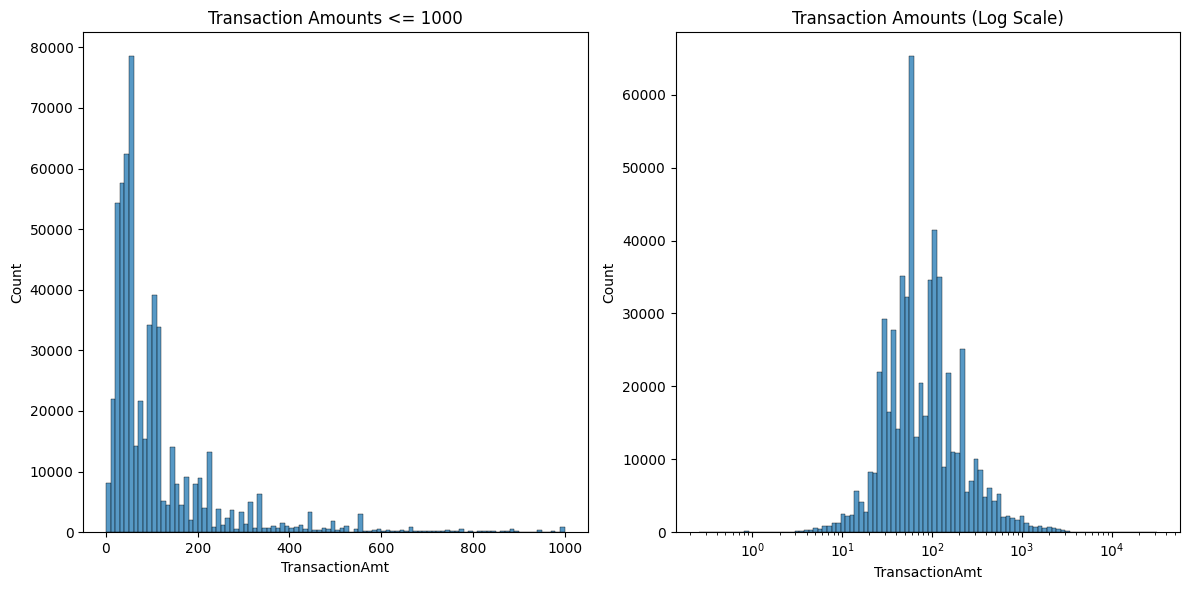 Transaction Amounts <= 1000
Count
80000
70000
60000
50000
40000
30000
20000
10000
0
0 200 400 600 800 1000
TransactionAmt
Transaction Amounts (Log Scale)
Count
60000
50000
40000
30000
20000
10000
0
10⁰ 10¹ 10² 10³ 10⁴
TransactionAmt